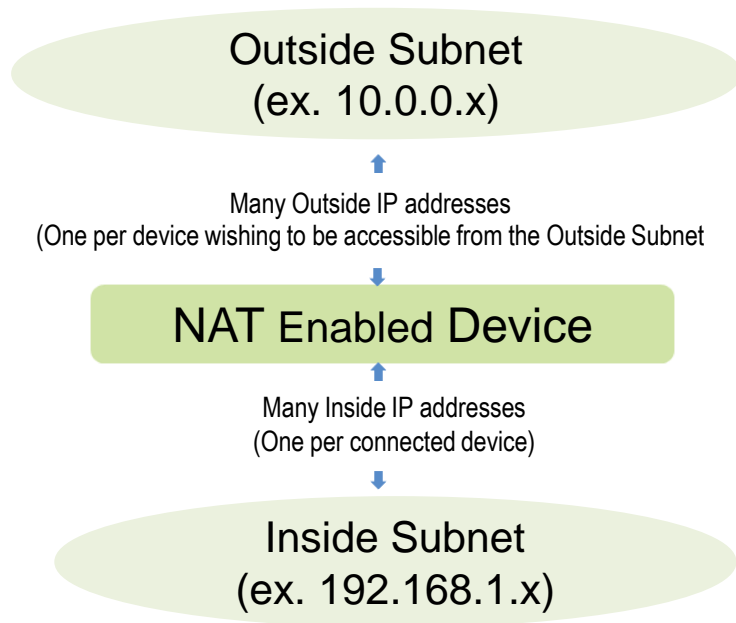 Outside Subnet
(ex. 10.0.0.x)
Many Outside IP addresses
(One per device wishing to be accessible from the Outside Subnet
NAT Enabled Device
Many Inside IP addresses
(One per connected device)
Inside Subnet
(ex. 192.168.1.x)